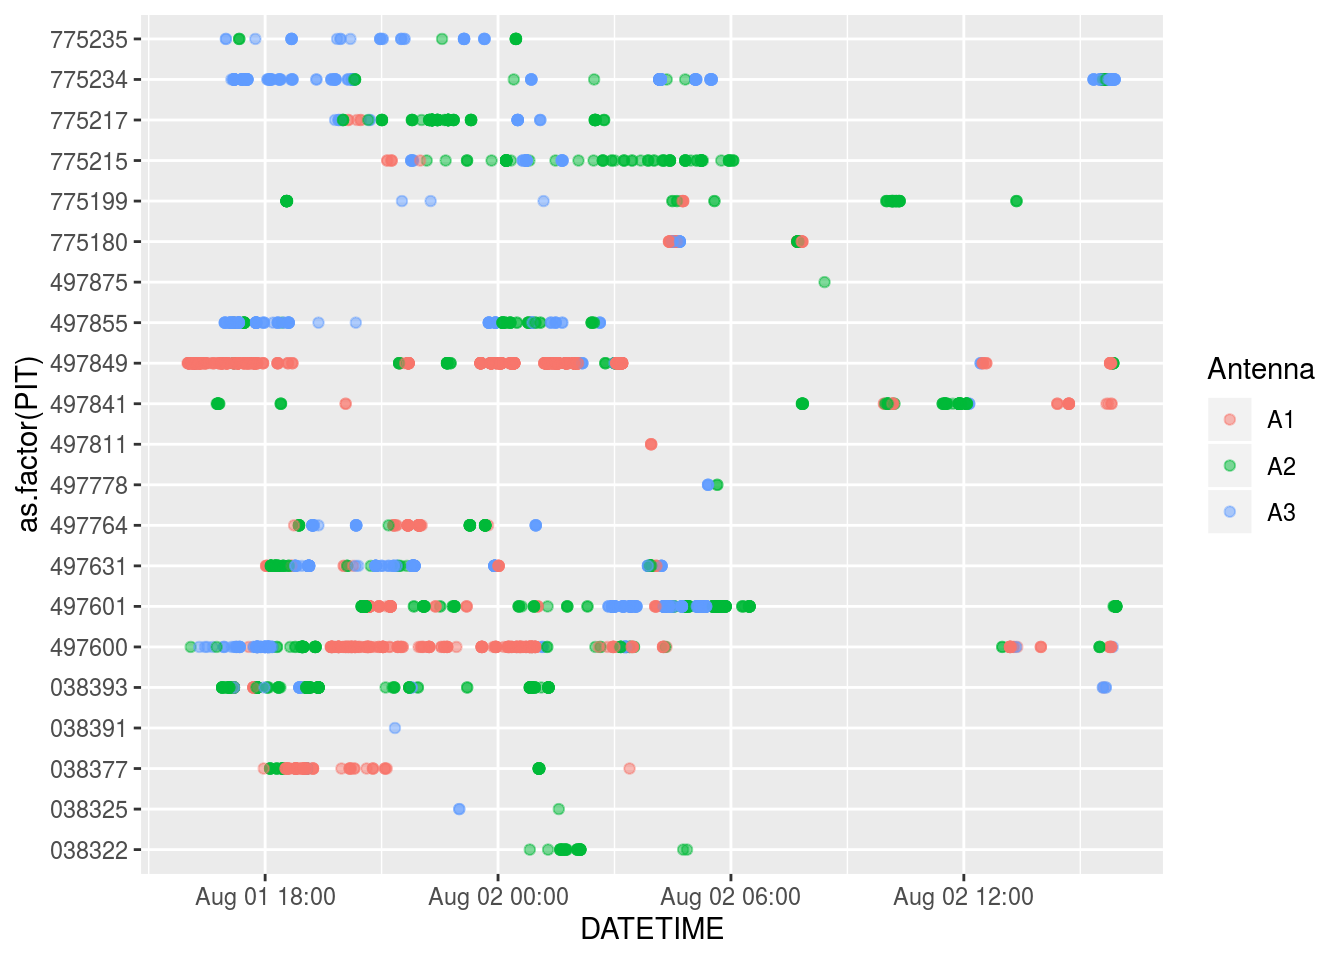 775235
775234
775217
775215
775199
775180
497875
497855
497849
497841
497811
497778
497764
497631
497601
497600
038393
038391
038377
038325
038322
as.factor(PIT)
Aug 01 18:00
Aug 02 00:00
Aug 02 06:00
Aug 02 12:00
DATETIME
Antenna
A1
A2
A3